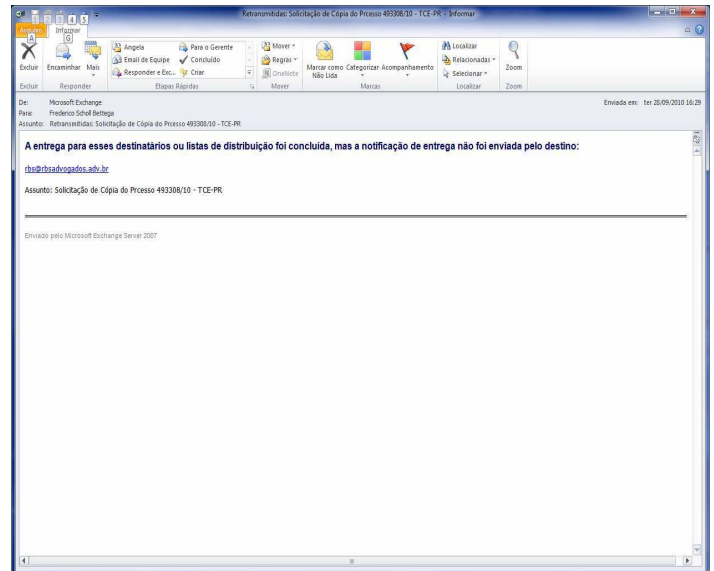 Retransmitidas: Solicitação de Cópia do Prcesso 493308/10 - TCE-PR - Informar
1 2 3 4 5
Arquivo Informar
A G
Excluir
Encaminhar Mais
Angela
Email de Equipe
Responder e Exc...
Para o Gerente
Concluído
Criar
Mover
Regras
OneNote
Marcar como Não Lida
Categorizar Acompanhamento
Localizar
Relacionadas
Selecionar
Zoom
Excluir Responder Etapas Rápidas Mover Marcas Localizar Zoom
De: Microsoft Exchange Enviada em: ter 28/09/2010 16:29
Para: Frederico Scholl Bettega
Assunto: Retransmitidas: Solicitação de Cópia do Prcesso 493308/10 - TCE-PR
A entrega para esses destinatários ou listas de distribuição foi concluída, mas a notificação de entrega não foi enviada pelo destino:
rbs@rbsadvogados.adv.br
Assunto: Solicitação de Cópia do Prcesso 493308/10 - TCE-PR
Enviado pelo Microsoft Exchange Server 2007